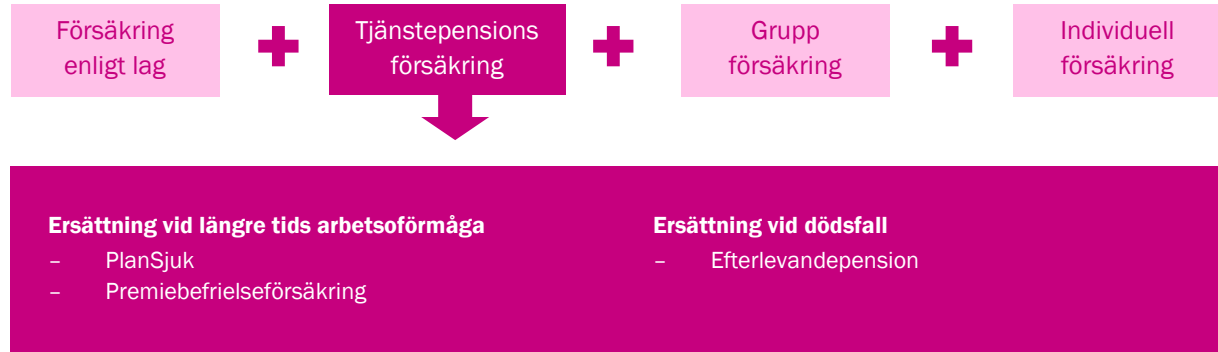 Försäkring
enligt lag
Tjänstepensions
försäkring
Grupp
försäkring
Individuell
försäkring
Ersättning vid längre tids arbetsoförmåga
– PlanSjuk
– Premiebefrielseförsäkring
Ersättning vid dödsfall
– Efterlevandepension